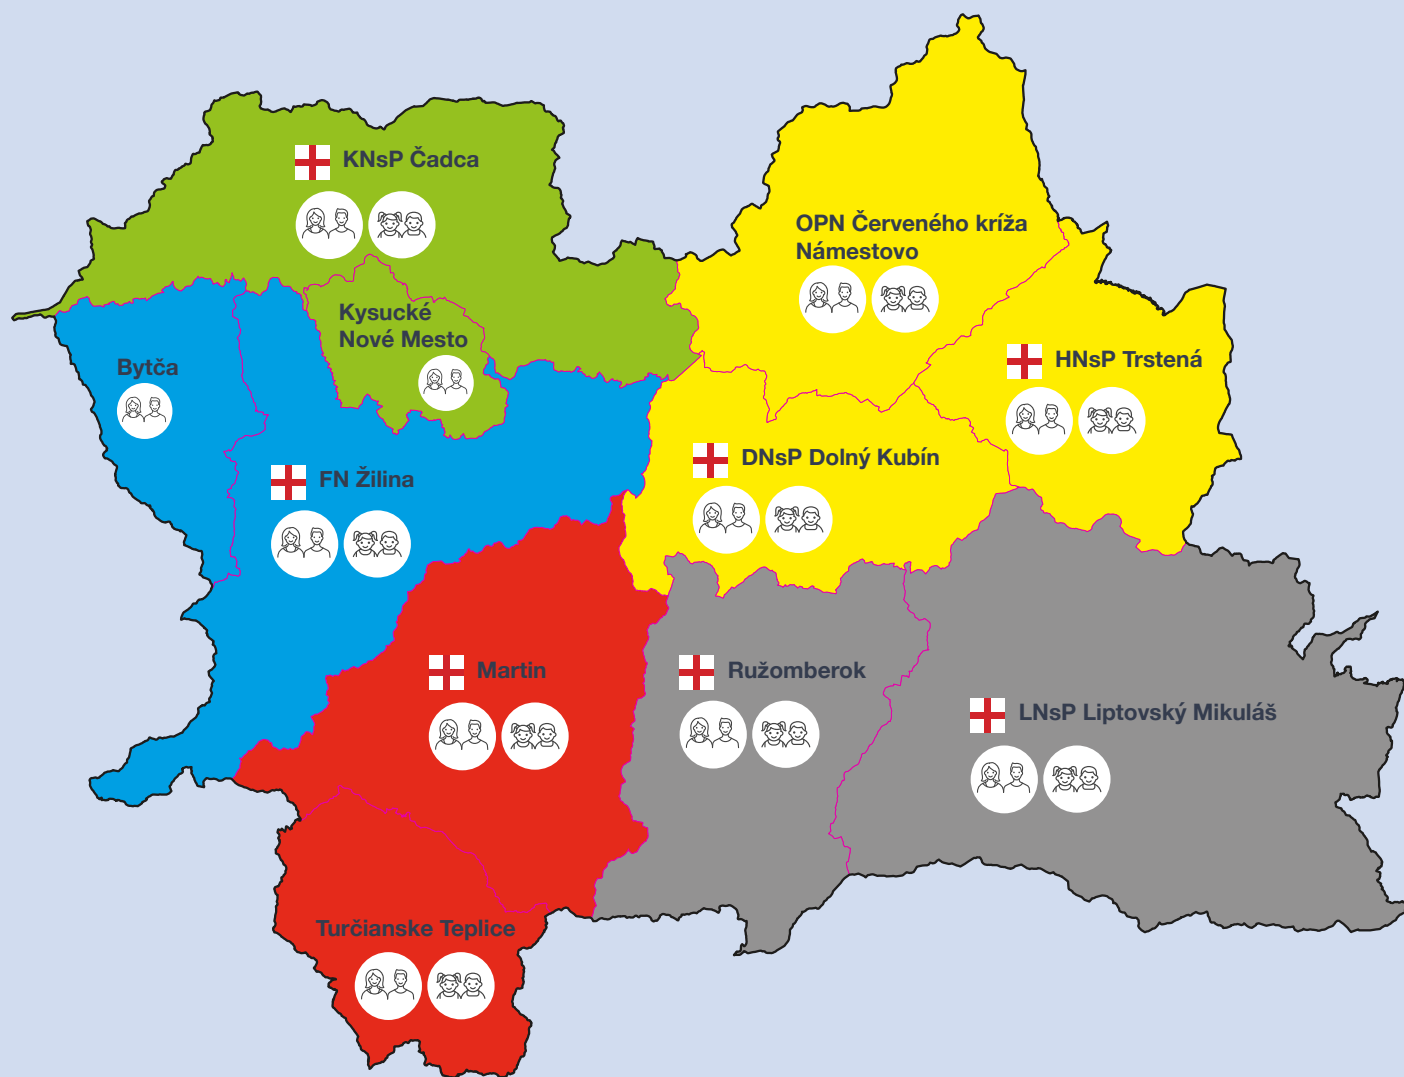 KNsP Čadca
OPN Červeného kríža
Námestovo
Kysucké
Nové Mesto
Bytča
HNsP Trstená
DNsP Dolný Kubín
FN Žilina
Martin
Ružomberok
LNsP Liptovský Mikuláš
Turčianske Teplice